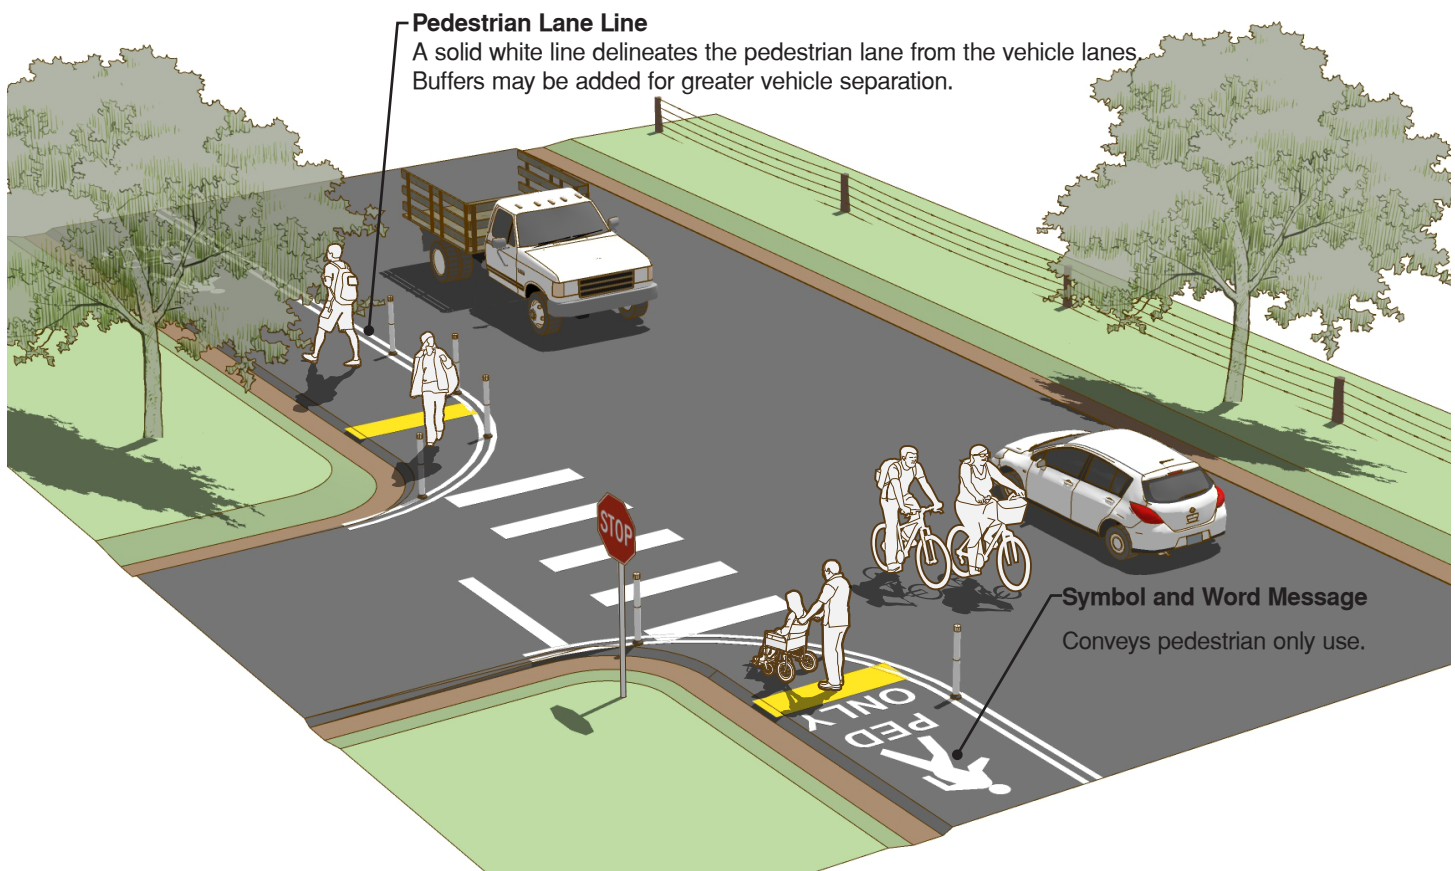 Pedestrian Lane Line
A solid white line delineates the pedestrian lane from the vehicle lanes.
Buffers may be added for greater vehicle separation.
STOP
Symbol and Word Message
Conveys pedestrian only use.
ONLY
PED